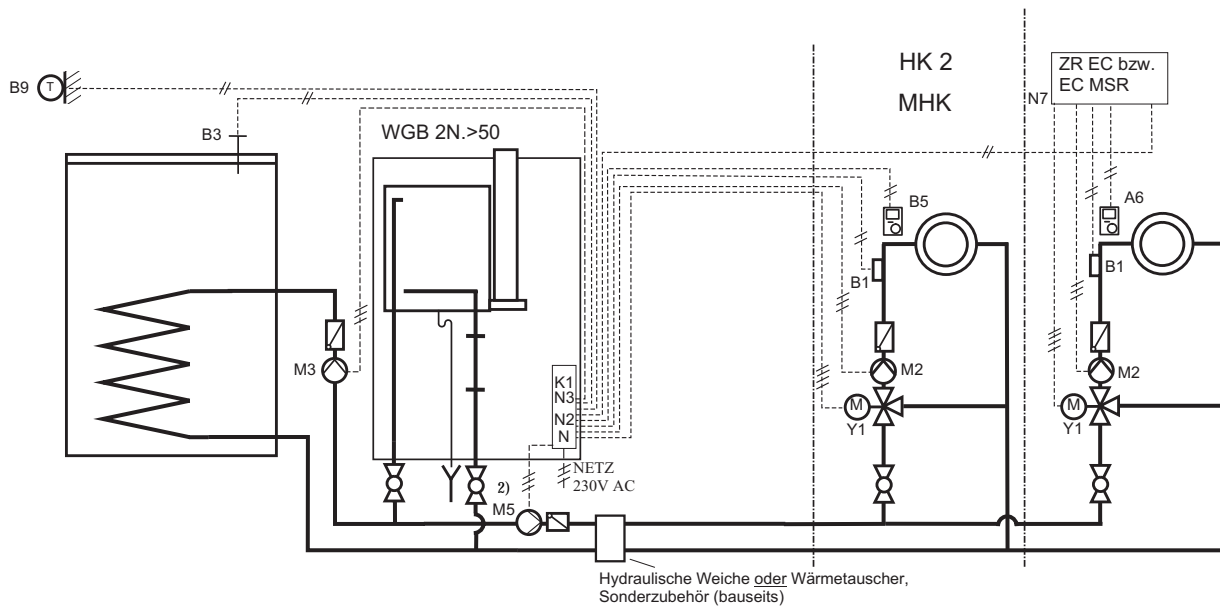 HK 2
MHK
ZR EC bzw.
EC MSR
N7
B9
T
B3
WGB 2N.>50
B5
A6
B1
B1
M3
M2
M2
K1
N3
N2
N
M
Y1
M
Y1
NETZ
230V AC
2)
M5
Hydraulische Weiche oder Wärmetauscher,
Sonderzubehör (bauseits)